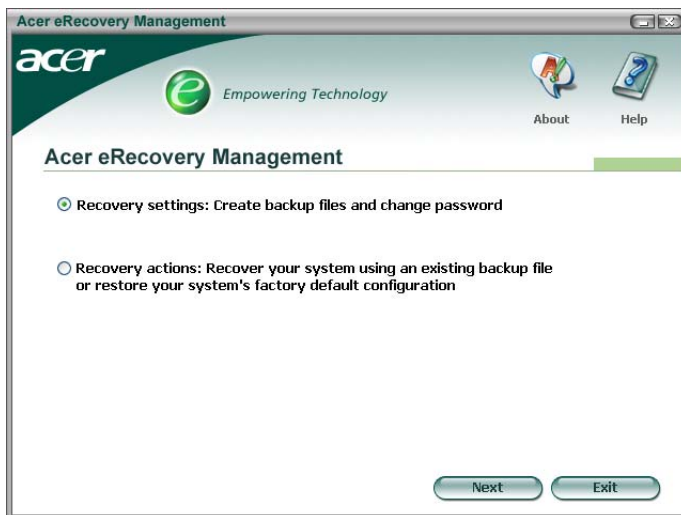 Acer eRecovery Management
acer
e Empowering Technology
About Help
Acer eRecovery Management
Recovery settings: Create backup files and change password
Recovery actions: Recover your system using an existing backup file
or restore your system's factory default configuration
Next Exit